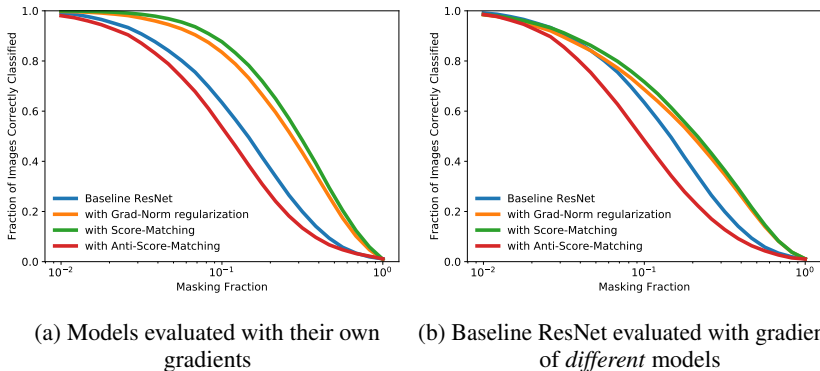 1.0
0.8
0.6
0.4
0.2
0.0
Fraction of Images Correctly Classified
Baseline ResNet
with Grad-Norm regularization
with Score-Matching
with Anti-Score-Matching
10⁻²
10⁻¹
10⁰
Masking Fraction
(a) Models evaluated with their own
gradients
1.0
0.8
0.6
0.4
0.2
0.0
Fraction of Images Correctly Classified
Baseline ResNet
with Grad-Norm regularization
with Score-Matching
with Anti-Score-Matching
10⁻²
10⁻¹
10⁰
Masking Fraction
(b) Baseline ResNet evaluated with gradien
of different models